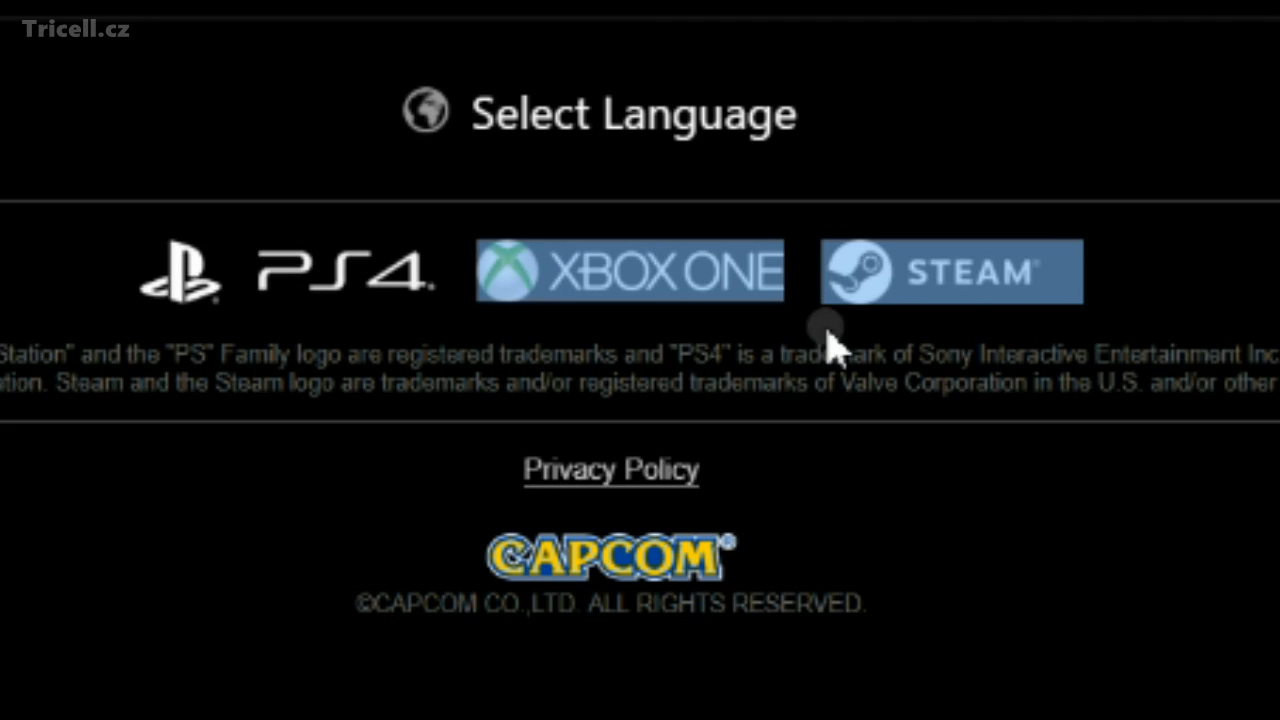 Tricell.cz
Select Language
PS4
XBOX ONE
STEAM
Station" and the "PS" Family logo are registered trademarks and "PS4" is a trademark of Sony Interactive Entertainment Inc
ation. Steam and the Steam logo are trademarks and/or registered trademarks of Valve Corporation in the U.S. and/or other
Privacy Policy
CAPCOM®
©CAPCOM CO.,LTD. ALL RIGHTS RESERVED.